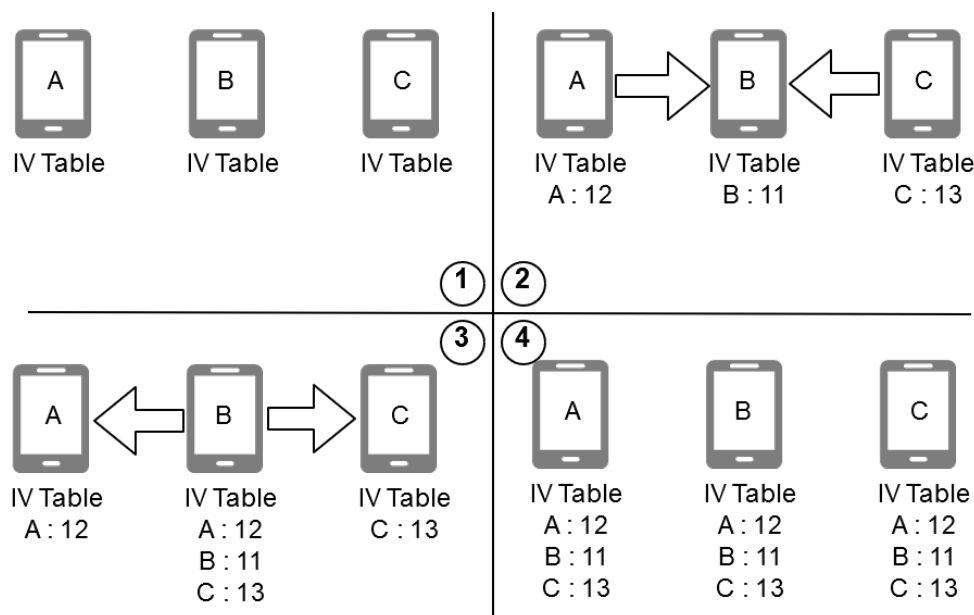 A B C
IV Table IV Table IV Table
1
A B C
IV Table IV Table IV Table
A : 12 B : 11 C : 13
2
3
A B C
IV Table IV Table IV Table
A : 12 A : 12 C : 13
B : 11
C : 13
4
A B C
IV Table IV Table IV Table
A : 12 A : 12 A : 12
B : 11 B : 11 B : 11
C : 13 C : 13 C : 13